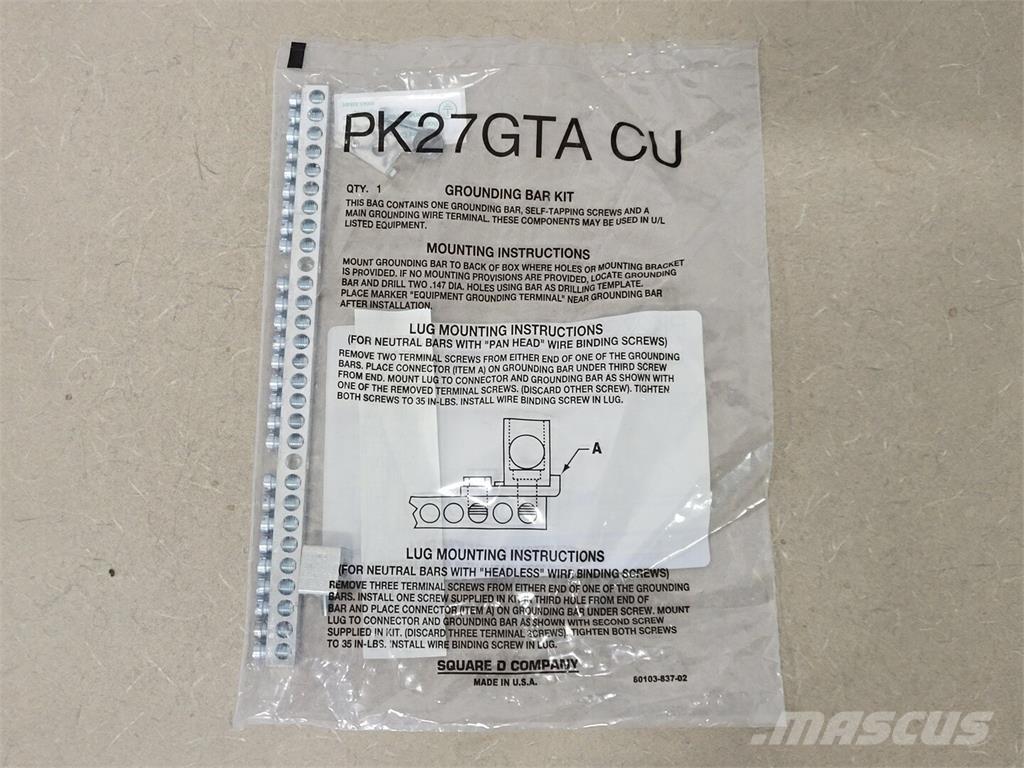 PK27GTA CU
QTY. 1 GROUNDING BAR KIT
THIS BAG CONTAINS ONE GROUNDING BAR, SELF-TAPPING SCREWS AND A
MAIN GROUNDING WIRE TERMINAL. THESE COMPONENTS MAY BE USED IN U/L
LISTED EQUIPMENT.
MOUNTING INSTRUCTIONS
MOUNT GROUNDING BAR TO BACK OF BOX WHERE HOLES OR MOUNTING BRACKET
IS PROVIDED. IF NO MOUNTING PROVISIONS ARE PROVIDED, LOCATE GROUNDING
BAR AND DRILL TWO .147 DIA. HOLES USING BAR AS DRILLING TEMPLATE.
PLACE MARKER "EQUIPMENT GROUNDING TERMINAL" NEAR GROUNDING BAR
AFTER INSTALLATION.
LUG MOUNTING INSTRUCTIONS
(FOR NEUTRAL BARS WITH "PAN HEAD" WIRE BINDING SCREWS)
REMOVE TWO TERMINAL SCREWS FROM EITHER END OF ONE OF THE GROUNDING
BARS. PLACE CONNECTOR (ITEM A) ON GROUNDING BAR UNDER THIRD SCREW
FROM END. MOUNT LUG TO CONNECTOR AND GROUNDING BAR AS SHOWN WITH
ONE OF THE REMOVED TERMINAL SCREWS. (DISCARD OTHER SCREW). TIGHTEN
BOTH SCREWS TO 35 IN-LBS. INSTALL WIRE BINDING SCREW IN LUG.
A
LUG MOUNTING INSTRUCTIONS
(FOR NEUTRAL BARS WITH "HEADLESS" WIRE BINDING SCREWS)
REMOVE THREE TERMINAL SCREWS FROM EITHER END OF ONE OF THE GROUNDING
BARS. INSTALL ONE SCREW SUPPLIED IN KIT THIRD HOLE FROM END OF
BAR AND PLACE CONNECTOR (ITEM A) ON GROUNDING BAR UNDER SCREW. MOUNT
LUG TO CONNECTOR AND GROUNDING BAR AS SHOWN WITH SECOND SCREW
SUPPLIED IN KIT. (DISCARD THREE TERMINAL SCREWS). TIGHTEN BOTH SCREWS
TO 35 IN-LBS. INSTALL WIRE BINDING SCREW IN LUG.
SQUARE D COMPANY
MADE IN U.S.A.
60103-837-02
MASCUS